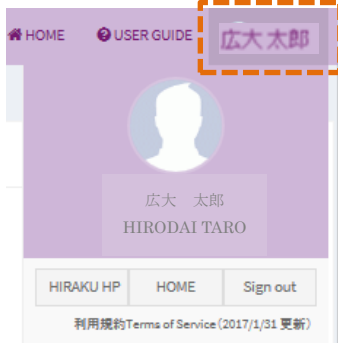 HOME USER GUIDE 広大 太郎
広大　太郎
HIRODAI TARO
HIRAKU HP HOME Sign out
利用規約Terms of Service(2017/1/31 更新)